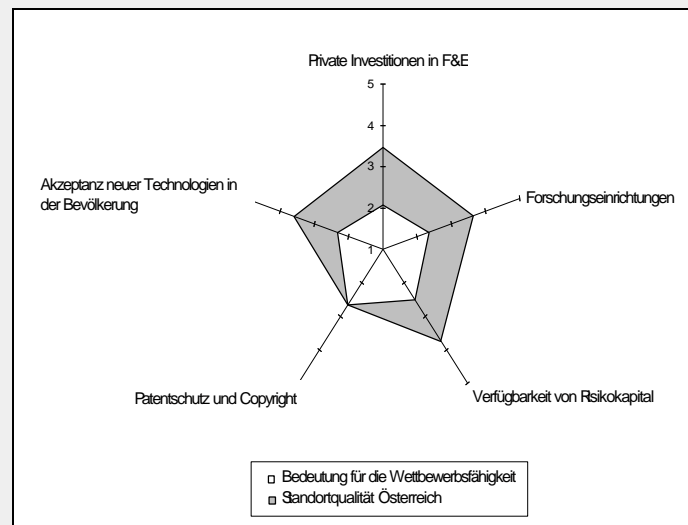 Private Investitionen in F&E
5
4
3
2
1
Akzeptanz neuer Technologien in
der Bevölkerung
Forschungseinrichtungen
Patentschutz und Copyright
Verfügbarkeit von Risikokapital
Bedeutung für die Wettbewerbsfähigkeit
Standortqualität Österreich